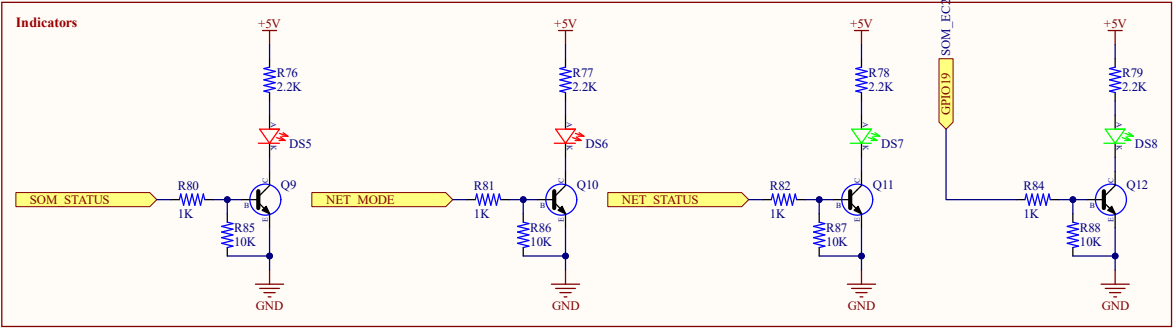 Indicators
+5V
R76
2.2K
A
K
DS5
SOM_STATUS
R80
1K
B
C
E
Q9
R85
10K
GND
+5V
R77
2.2K
A
K
DS6
NET_MODE
R81
1K
B
C
E
Q10
R86
10K
GND
+5V
R78
2.2K
A
K
DS7
NET_STATUS
R82
1K
B
C
E
Q11
R87
10K
GND
SOM_EC2
GPIO19
+5V
R79
2.2K
A
K
DS8
R84
1K
B
C
E
Q12
R88
10K
GND